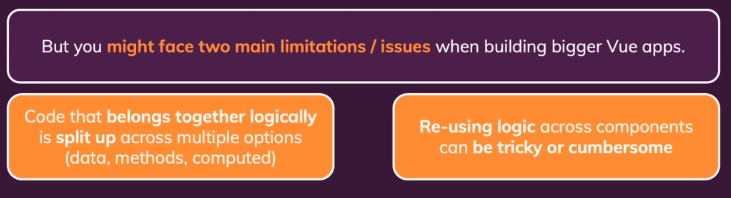 But you might face two main limitations / issues when building bigger Vue apps.
Code that belongs together logically
is split up across multiple options
(data, methods, computed)
Re-using logic across components
can be tricky or cumbersome